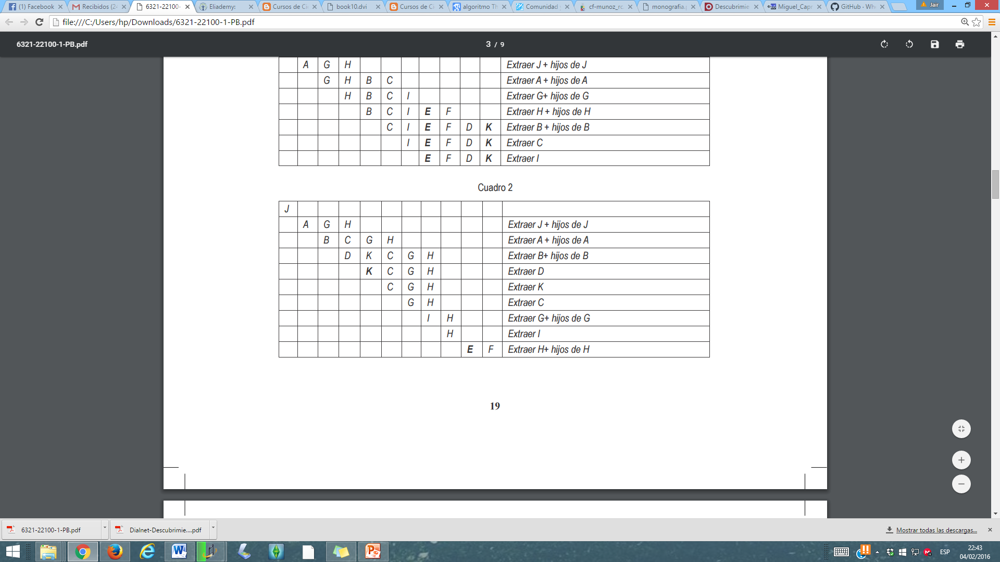 (1) Facebook
Recibidos (24
6321-22100-
Eliademy:
Cursos de Ci
book10.dvi
Cursos de Ci
algoritmo Th
Comunidad
cf-munoz_rc
monografia.
Descubrimie
Miguel_Capr
GitHub · Wh
Jair
file:///C:/Users/hp/Downloads/6321-22100-1-PB.pdf
6321-22100-1-PB.pdf
3 / 9
A G H Extraer J + hijos de J
G H B C Extraer A + hijos de A
H B C I Extraer G+ hijos de G
B C I E F Extraer H + hijos de H
C I E F D K Extraer B + hijos de B
I E F D K Extraer C
E F D K Extraer I
Cuadro 2
J
A G H Extraer J + hijos de J
B C G H Extraer A + hijos de A
D K C G H Extraer B+ hijos de B
K C G H Extraer D
C G H Extraer K
G H Extraer C
I H Extraer G+ hijos de G
H Extraer I
E F Extraer H+ hijos de H
19
6321-22100-1-PB.pdf
Dialnet-Descubrimie....pdf
Mostrar todas las descargas...
ESP
22:43
04/02/2016